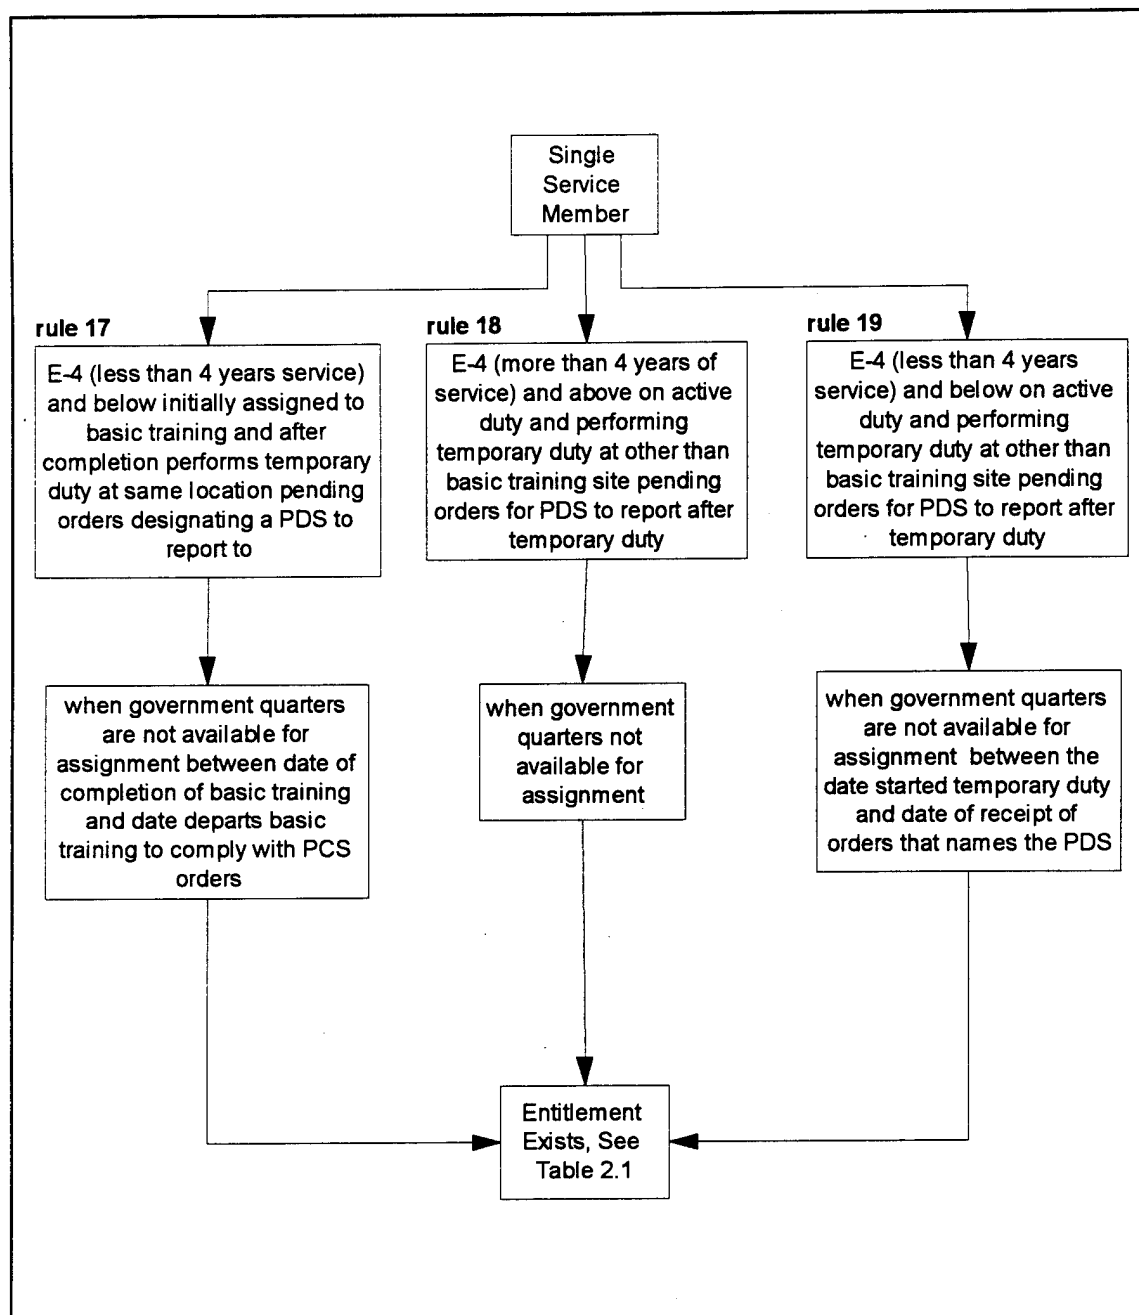 Single
Service
Member
rule 17
E-4 (less than 4 years service)
and below initially assigned to
basic training and after
completion performs temporary
duty at same location pending
orders designating a PDS to
report to
rule 18
E-4 (more than 4 years of
service) and above on active
duty and performing
temporary duty at other than
basic training site pending
orders for PDS to report after
temporary duty
rule 19
E-4 (less than 4 years
service) and below on active
duty and performing
temporary duty at other than
basic training site pending
orders for PDS to report after
temporary duty
when government quarters
are not available for
assignment between date of
completion of basic training
and date departs basic
training to comply with PCS
orders
when government
quarters not
available for
assignment
when government quarters
are not available for
assignment between the
date started temporary duty
and date of receipt of
orders that names the PDS
Entitlement
Exists, See
Table 2.1